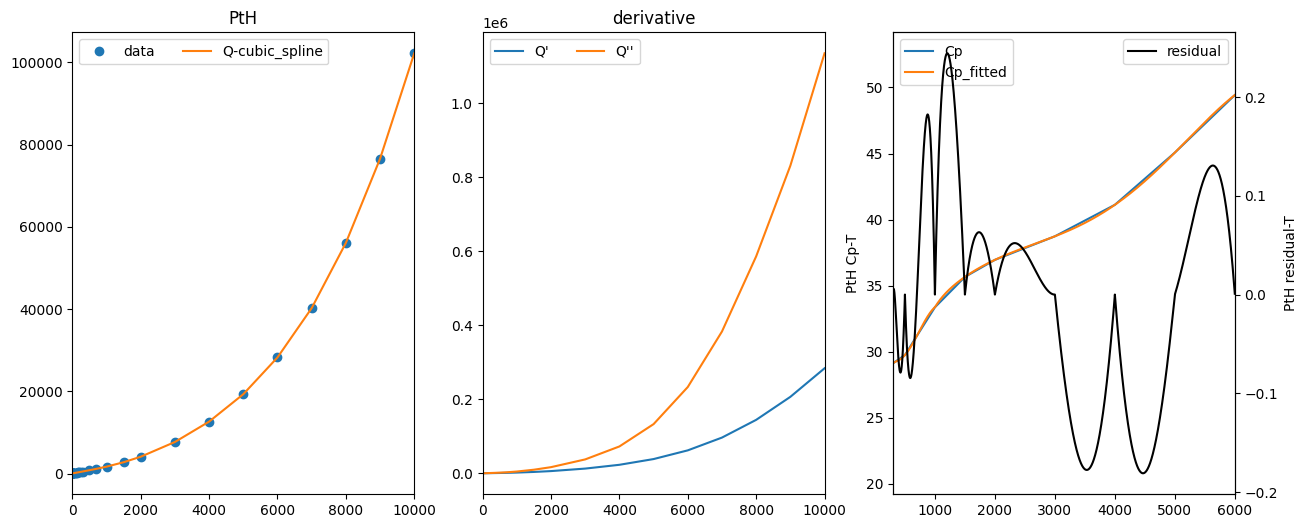 PtH
data
Q-cubic_spline
100000
80000
60000
40000
20000
0
0 2000 4000 6000 8000 10000
derivative
1e6
Q' Q''
1.0
0.8
0.6
0.4
0.2
0.0
0 2000 4000 6000 8000 10000
Cp
Cp_fitted
residual
PtH Cp-T
50
45
40
35
30
25
20
1000 2000 3000 4000 5000 6000
0.2
0.1
0.0
−0.1
−0.2
PtH residual-T